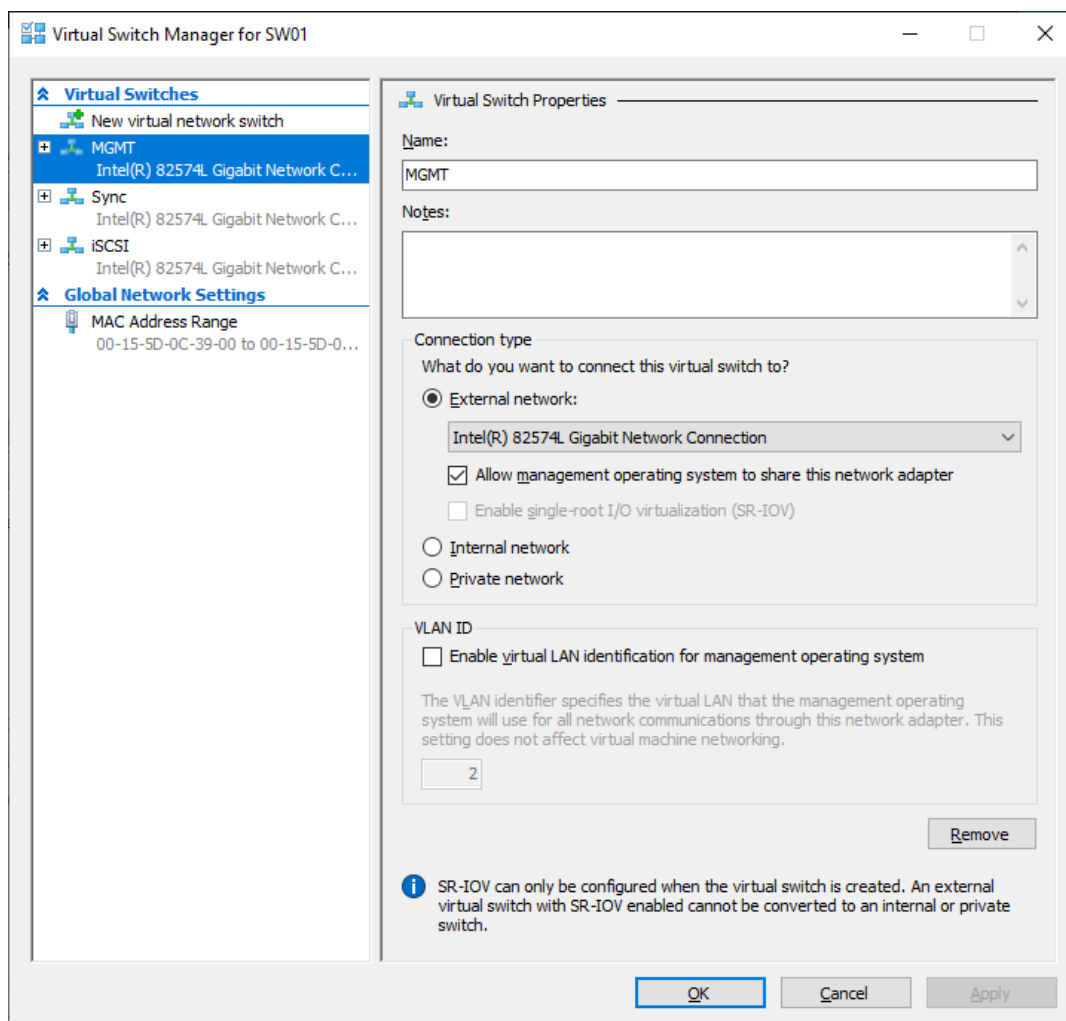 Virtual Switch Manager for SW01
Virtual Switches
New virtual network switch
MGMT
Intel(R) 82574L Gigabit Network C...
Sync
Intel(R) 82574L Gigabit Network C...
iSCSI
Intel(R) 82574L Gigabit Network C...
Global Network Settings
MAC Address Range
00-15-5D-0C-39-00 to 00-15-5D-0...
Virtual Switch Properties
Name:
MGMT
Notes:
Connection type
What do you want to connect this virtual switch to?
External network:
Intel(R) 82574L Gigabit Network Connection
Allow management operating system to share this network adapter
Enable single-root I/O virtualization (SR-IOV)
Internal network
Private network
VLAN ID
Enable virtual LAN identification for management operating system
The VLAN identifier specifies the virtual LAN that the management operating
system will use for all network communications through this network adapter. This
setting does not affect virtual machine networking.
2
Remove
SR-IOV can only be configured when the virtual switch is created. An external
virtual switch with SR-IOV enabled cannot be converted to an internal or private
switch.
OK
Cancel
Apply